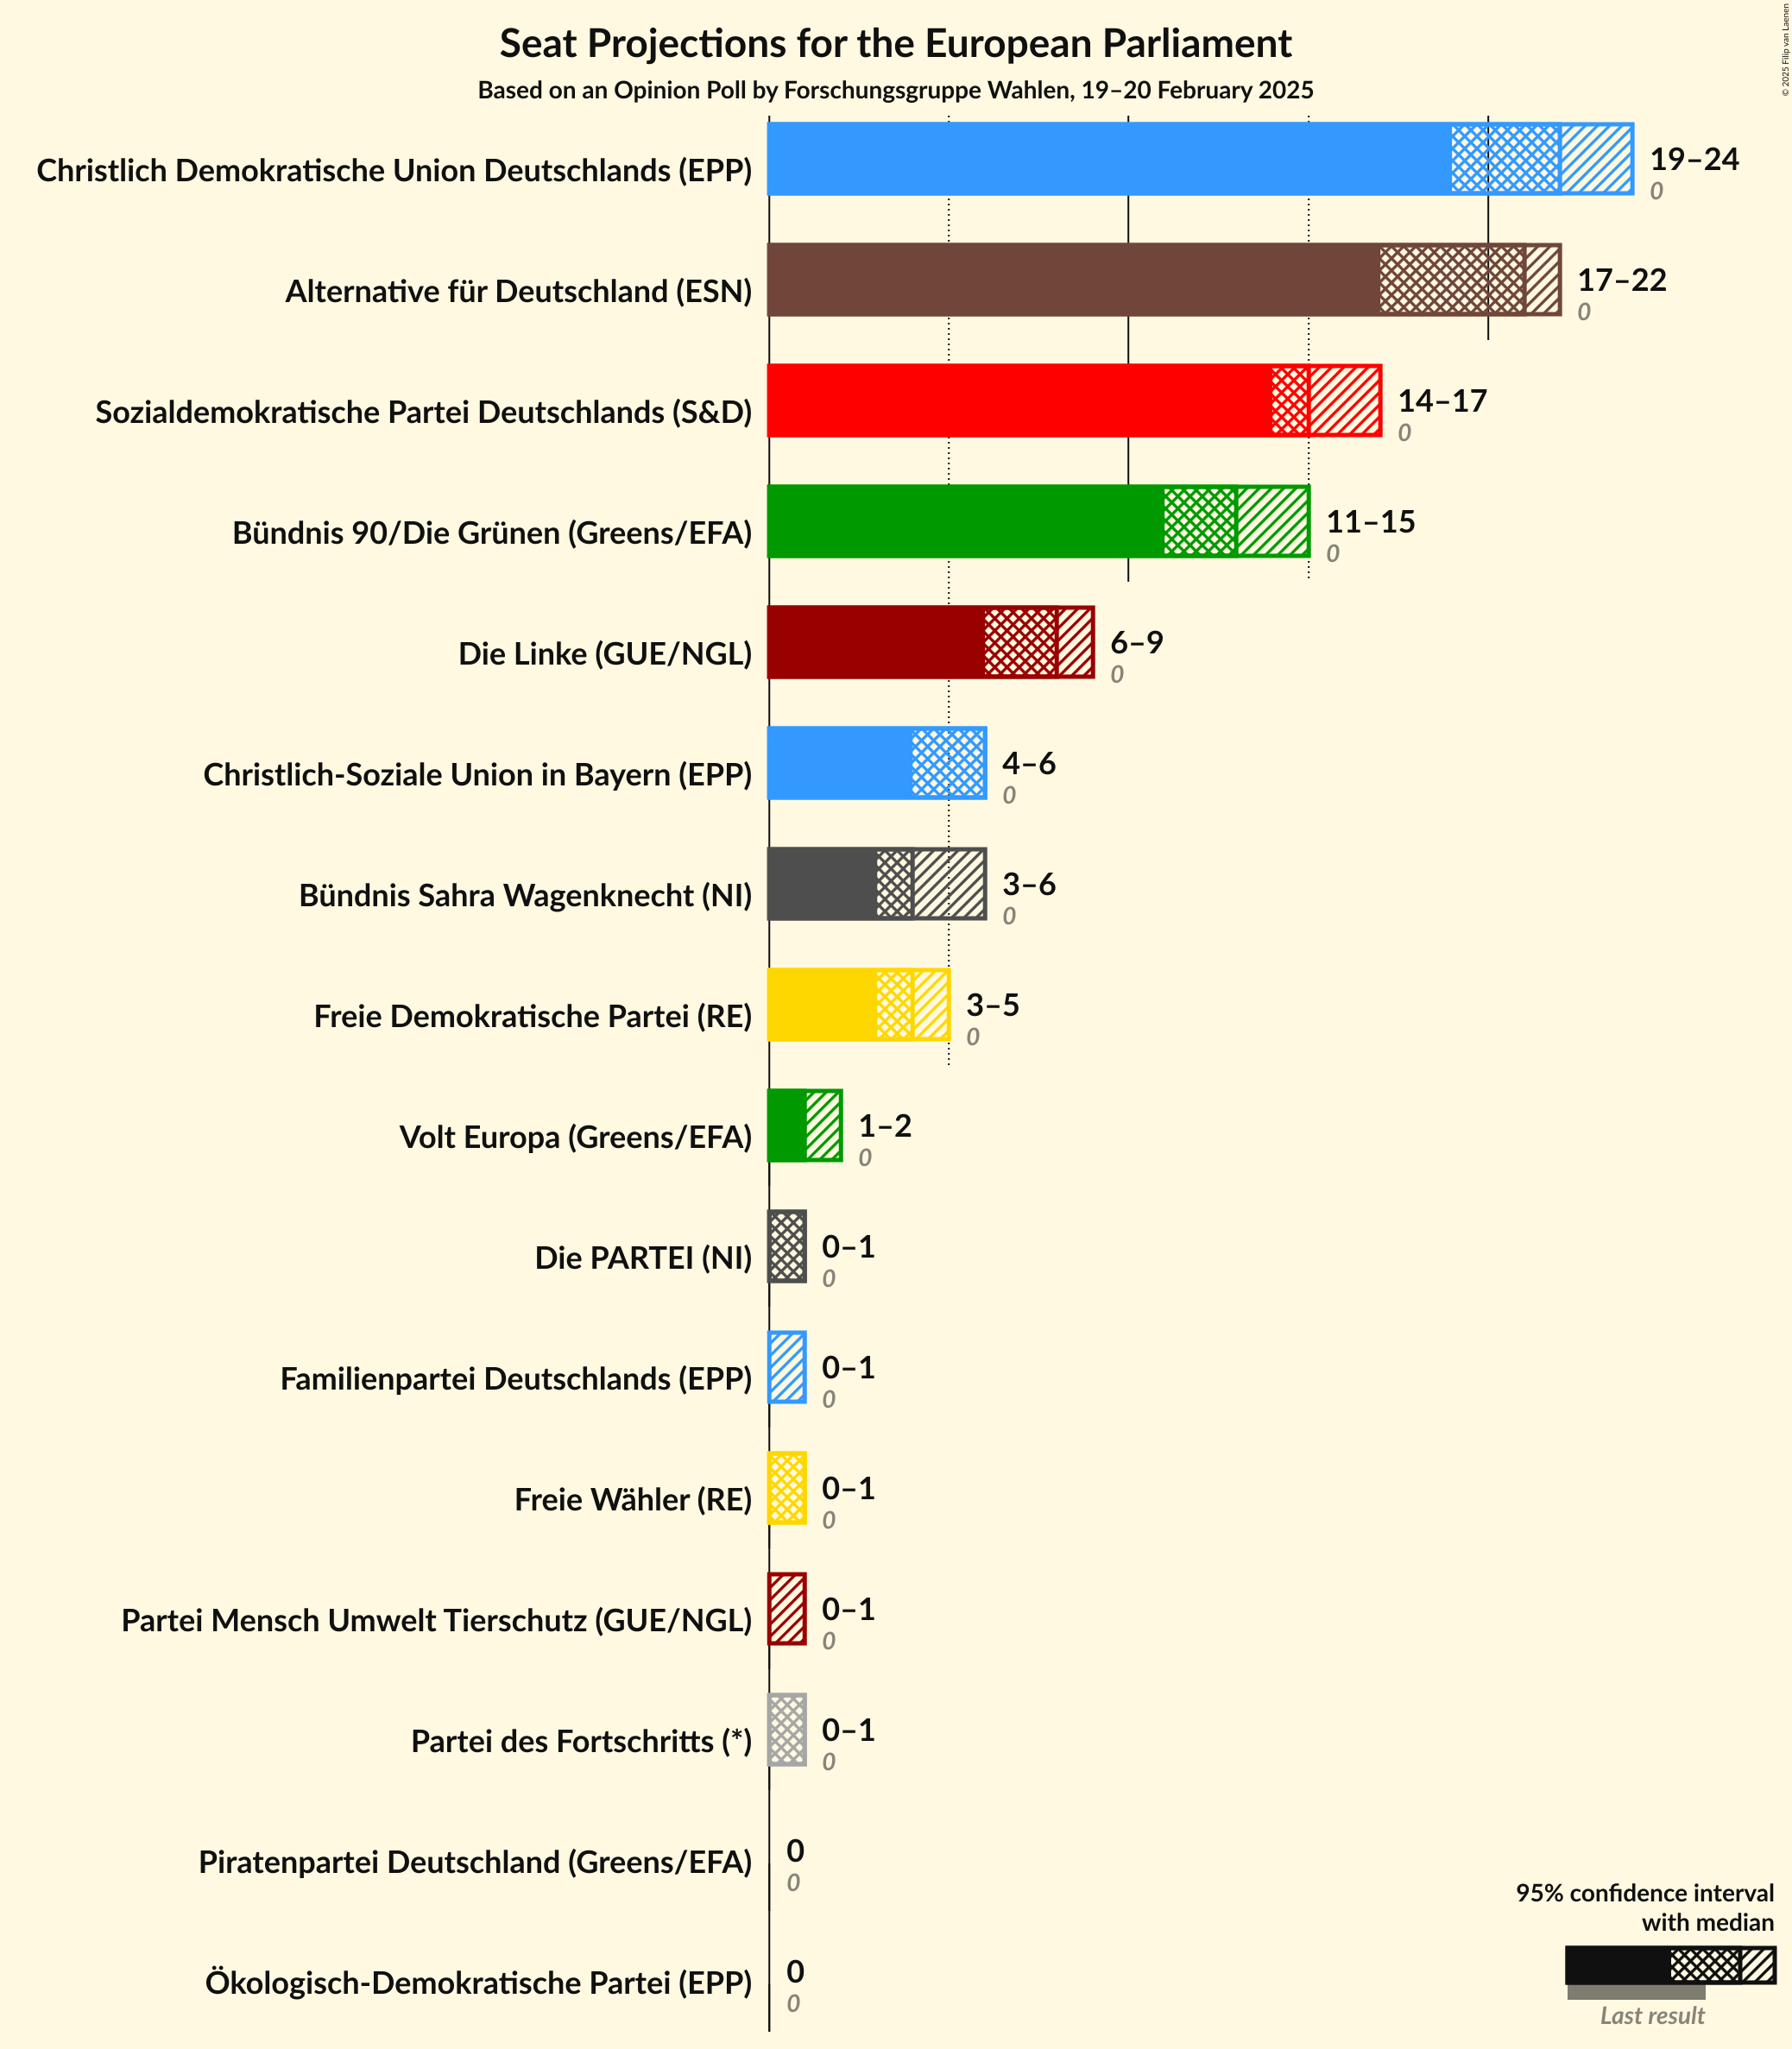 Seat Projections for the European Parliament
Based on an Opinion Poll by Forschungsgruppe Wahlen, 19–20 February 2025
© 2025 Filip van Laenen
Christlich Demokratische Union Deutschlands (EPP)
19–24
0
Alternative für Deutschland (ESN)
17–22
0
Sozialdemokratische Partei Deutschlands (S&D)
14–17
0
Bündnis 90/Die Grünen (Greens/EFA)
11–15
0
Die Linke (GUE/NGL)
6–9
0
Christlich-Soziale Union in Bayern (EPP)
4–6
0
Bündnis Sahra Wagenknecht (NI)
3–6
0
Freie Demokratische Partei (RE)
3–5
0
Volt Europa (Greens/EFA)
1–2
0
Die PARTEI (NI)
0–1
0
Familienpartei Deutschlands (EPP)
0–1
0
Freie Wähler (RE)
0–1
0
Partei Mensch Umwelt Tierschutz (GUE/NGL)
0–1
0
Partei des Fortschritts (*)
0–1
0
Piratenpartei Deutschland (Greens/EFA)
0
0
Ökologisch-Demokratische Partei (EPP)
0
0
95% confidence interval
with median
Last result